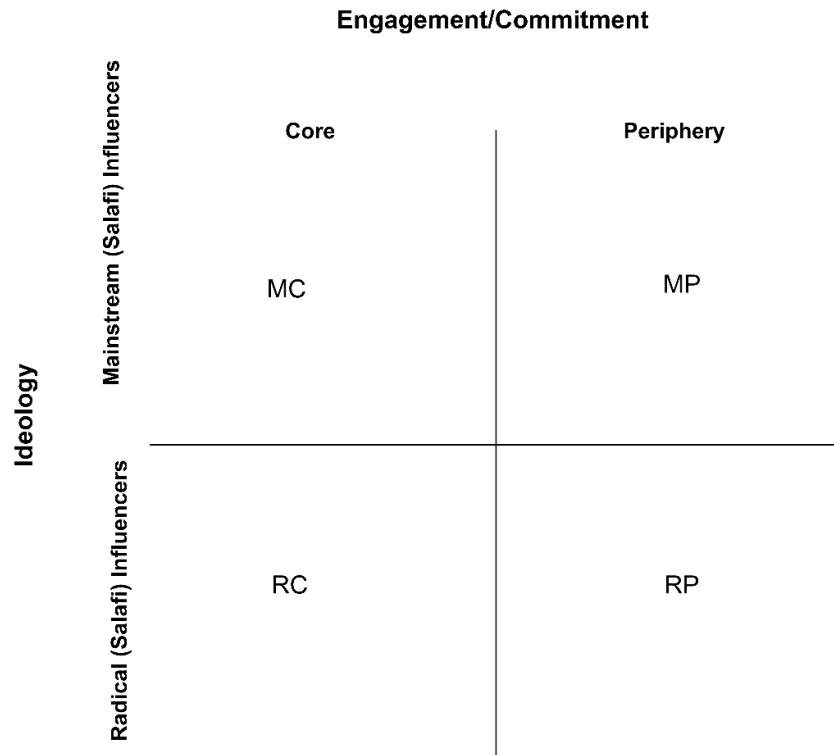 Engagement/Commitment
Core
Periphery
Ideology
Mainstream (Salafi) Influencers
MC
MP
Radical (Salafi) Influencers
RC
RP